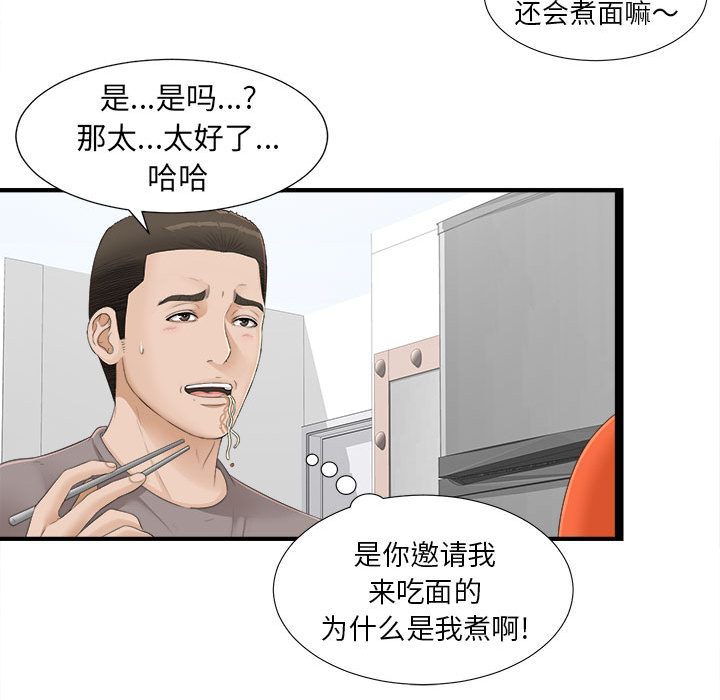 还会煮面嘛～
是...是吗...?
那太...太好了...
哈哈
是你邀请我
来吃面的
为什么是我煮啊!